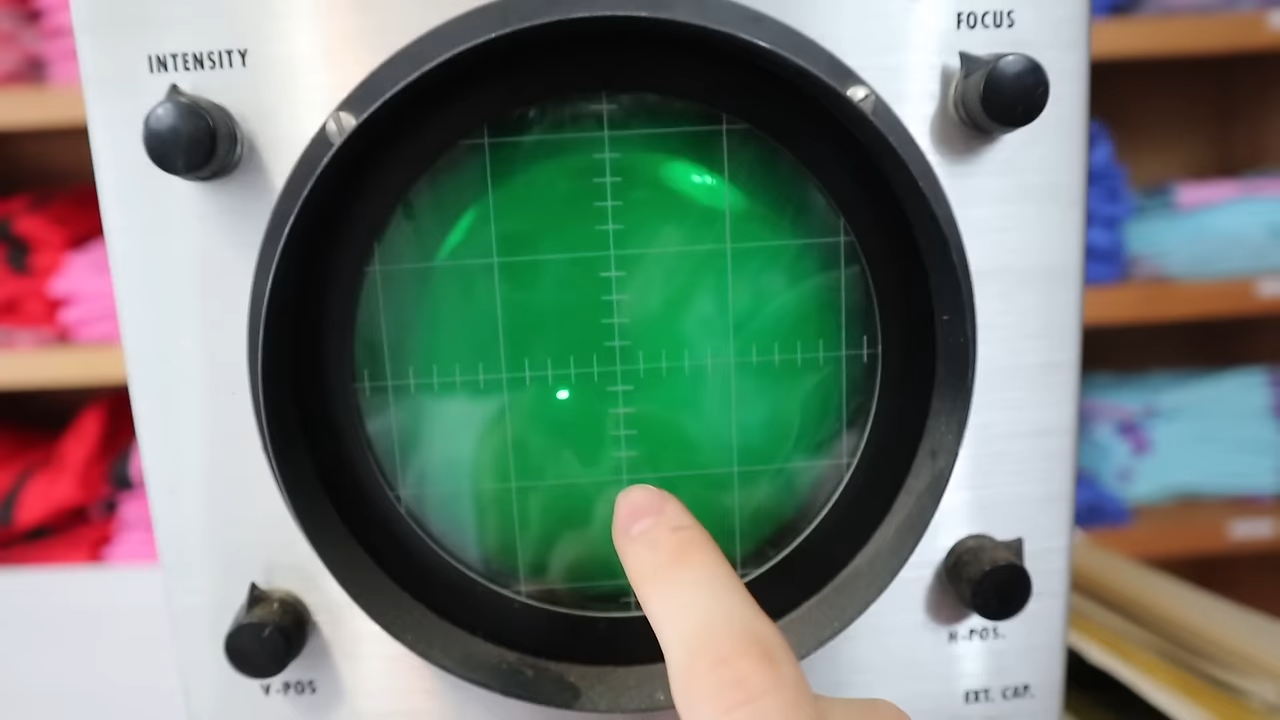 INTENSITY
FOCUS
V-POS
H-POS.
EXT. CAP.